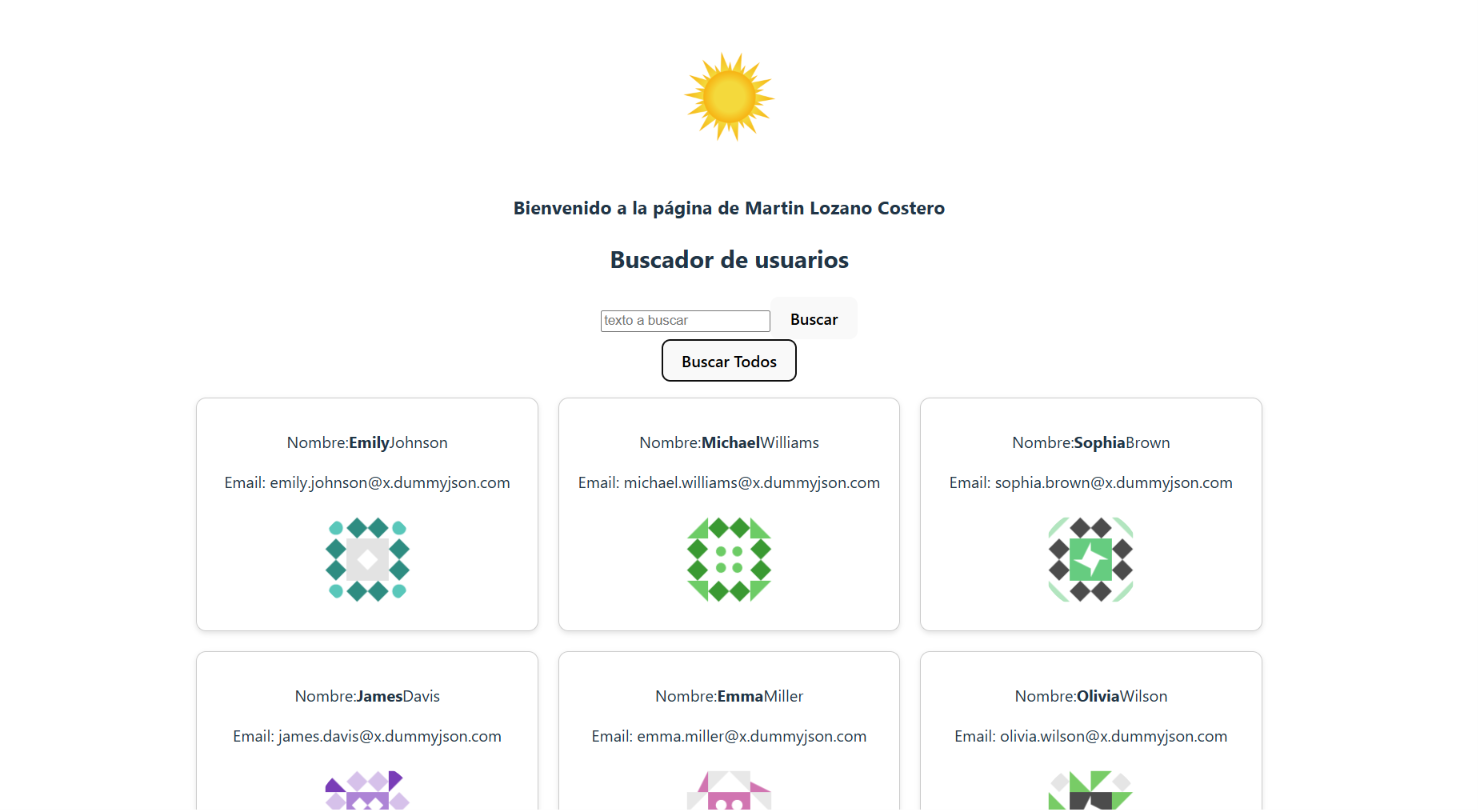 Bienvenido a la página de Martin Lozano Costero
Buscador de usuarios
texto a buscar Buscar
Buscar Todos
Nombre:EmilyJohnson Nombre:MichaelWilliams Nombre:SophiaBrown
Email: emily.johnson@x.dummyjson.com Email: michael.williams@x.dummyjson.com Email: sophia.brown@x.dummyjson.com
Nombre:JamesDavis Nombre:EmmaMiller Nombre:OliviaWilson
Email: james.davis@x.dummyjson.com Email: emma.miller@x.dummyjson.com Email: olivia.wilson@x.dummyjson.com